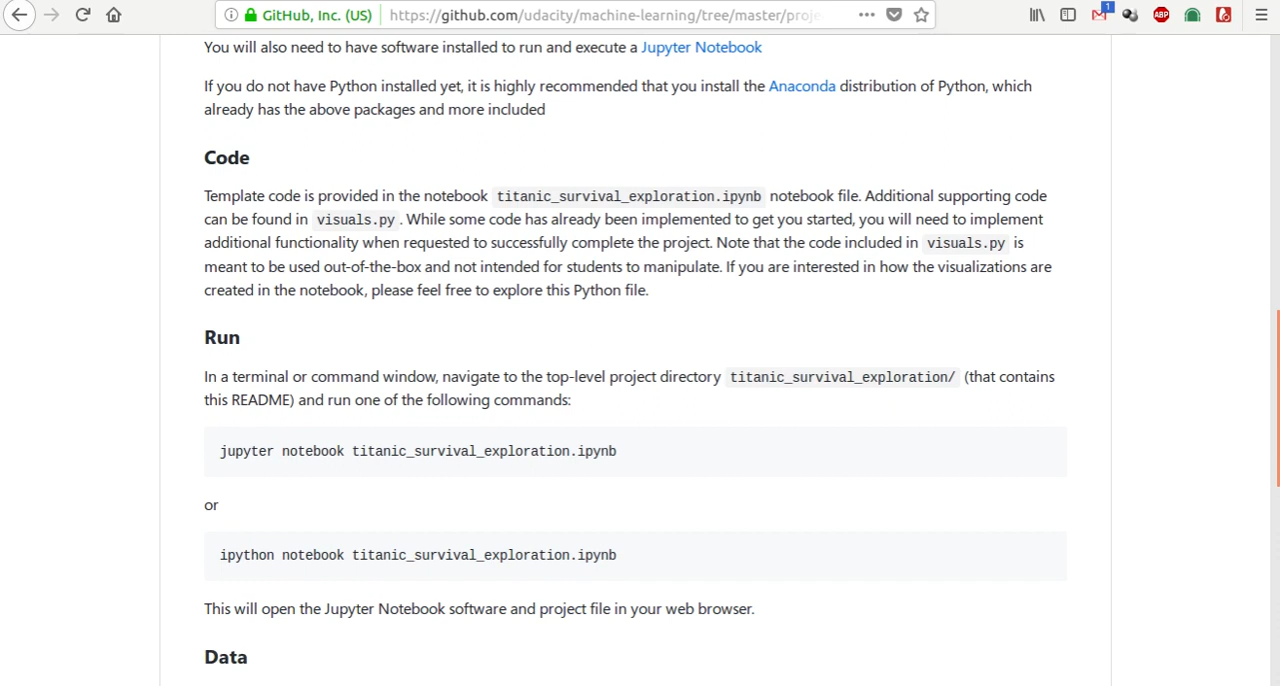 GitHub, Inc. (US) https://github.com/udacity/machine-learning/tree/master/proje
1
ABP
You will also need to have software installed to run and execute a Jupyter Notebook
If you do not have Python installed yet, it is highly recommended that you install the Anaconda distribution of Python, which
already has the above packages and more included
Code
Template code is provided in the notebook titanic_survival_exploration.ipynb notebook file. Additional supporting code
can be found in visuals.py . While some code has already been implemented to get you started, you will need to implement
additional functionality when requested to successfully complete the project. Note that the code included in visuals.py is
meant to be used out-of-the-box and not intended for students to manipulate. If you are interested in how the visualizations are
created in the notebook, please feel free to explore this Python file.
Run
In a terminal or command window, navigate to the top-level project directory titanic_survival_exploration/ (that contains
this README) and run one of the following commands:
jupyter notebook titanic_survival_exploration.ipynb
or
ipython notebook titanic_survival_exploration.ipynb
This will open the Jupyter Notebook software and project file in your web browser.
Data